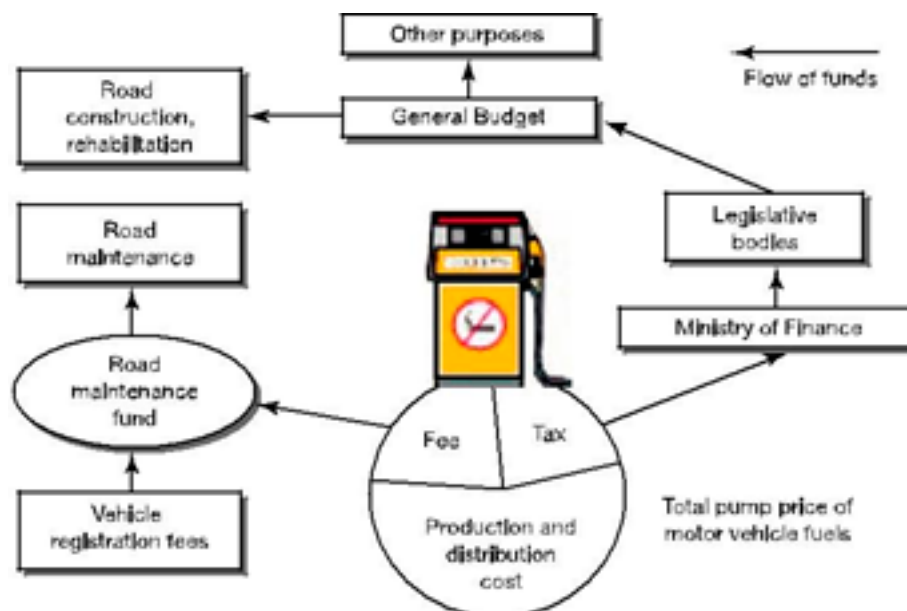 Other purposes
Flow of funds
Road
construction,
rehabilitation
General Budget
Legislative
bodies
Road
maintenance
Ministry of Finance
Road
maintenance
fund
Fee
Tax
Vehicle
registration fees
Production and
distribution
cost
Total pump price of
motor vehicle fuels